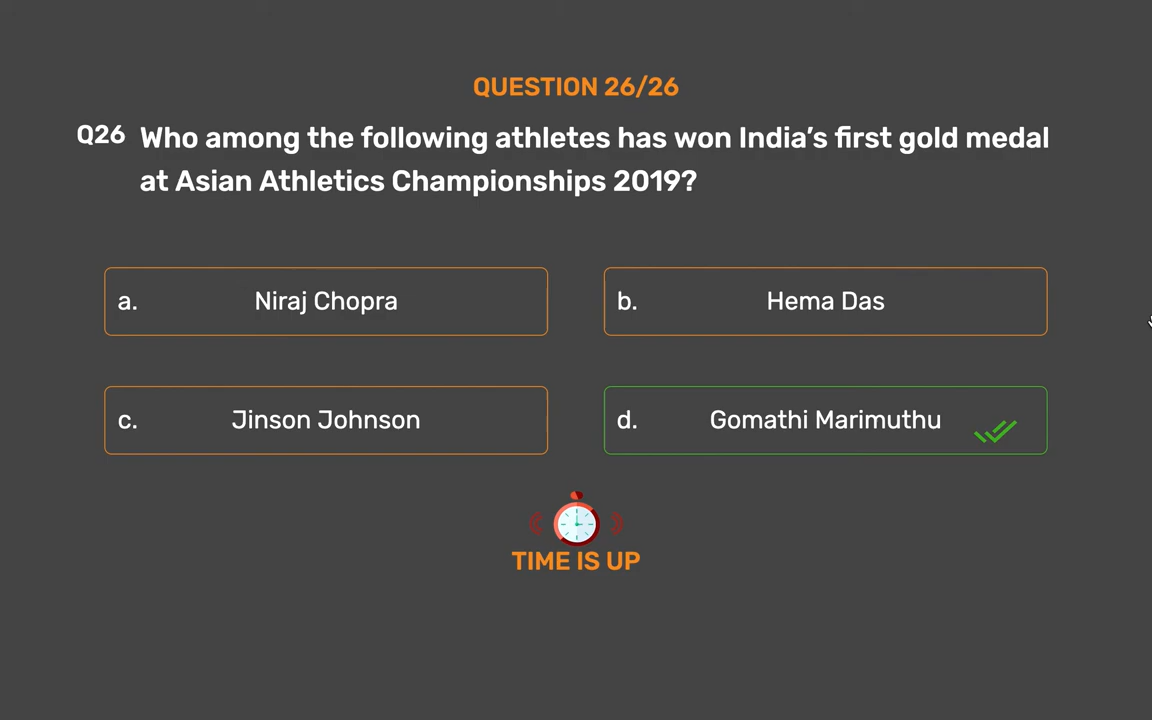 QUESTION 26/26
Q26 Who among the following athletes has won India’s first gold medal
at Asian Athletics Championships 2019?
a. Niraj Chopra
b. Hema Das
c. Jinson Johnson
d. Gomathi Marimuthu
TIME IS UP